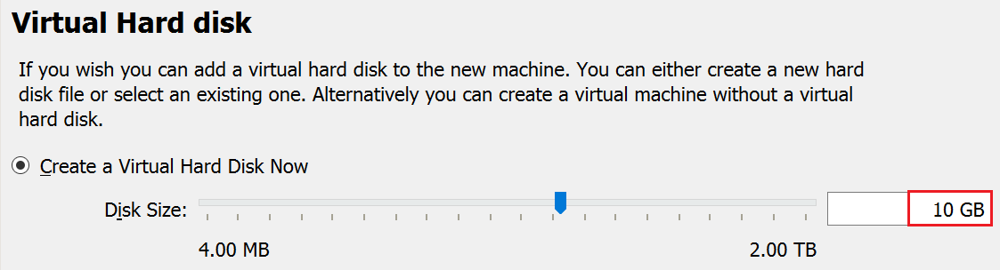 Virtual Hard disk
If you wish you can add a virtual hard disk to the new machine. You can either create a new hard
disk file or select an existing one. Alternatively you can create a virtual machine without a virtual
hard disk.
Create a Virtual Hard Disk Now
Disk Size: 10 GB
4.00 MB 2.00 TB